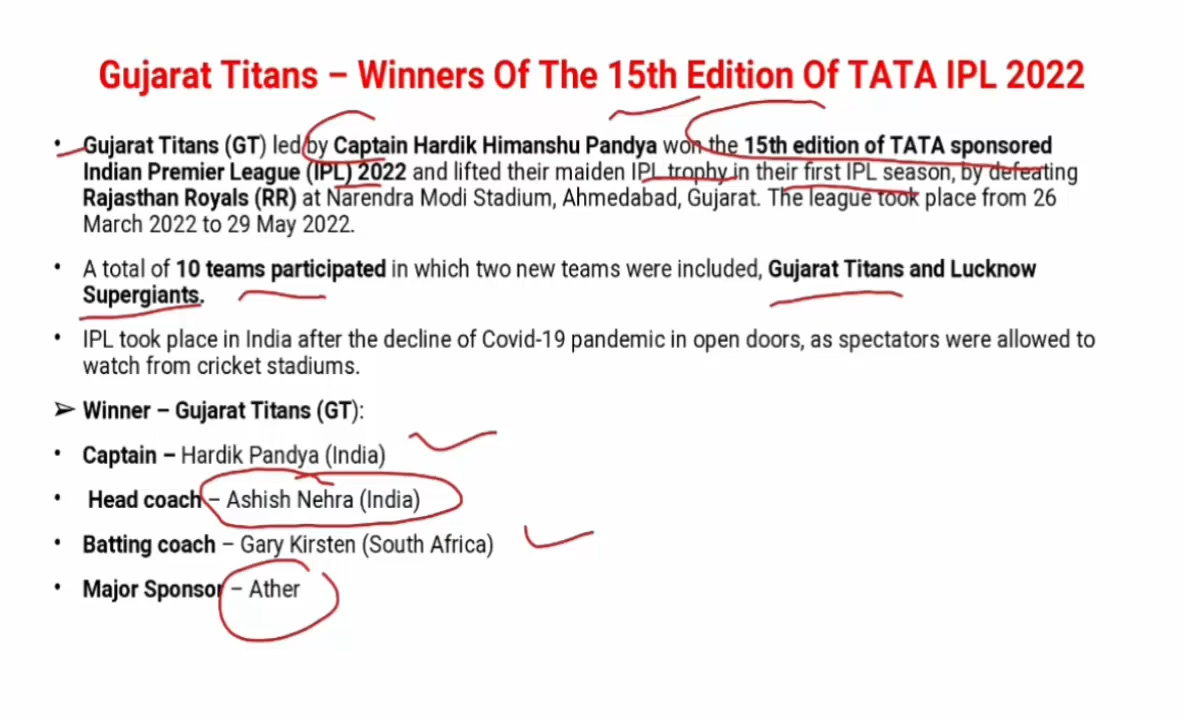 Gujarat Titans – Winners Of The 15th Edition Of TATA IPL 2022
• Gujarat Titans (GT) led by Captain Hardik Himanshu Pandya won the 15th edition of TATA sponsored
Indian Premier League (IPL) 2022 and lifted their maiden IPL trophy in their first IPL season, by defeating
Rajasthan Royals (RR) at Narendra Modi Stadium, Ahmedabad, Gujarat. The league took place from 26
March 2022 to 29 May 2022.
• A total of 10 teams participated in which two new teams were included, Gujarat Titans and Lucknow
Supergiants.
• IPL took place in India after the decline of Covid-19 pandemic in open doors, as spectators were allowed to
watch from cricket stadiums.
➢ Winner – Gujarat Titans (GT):
• Captain – Hardik Pandya (India)
• Head coach – Ashish Nehra (India)
• Batting coach – Gary Kirsten (South Africa)
• Major Sponsor – Ather